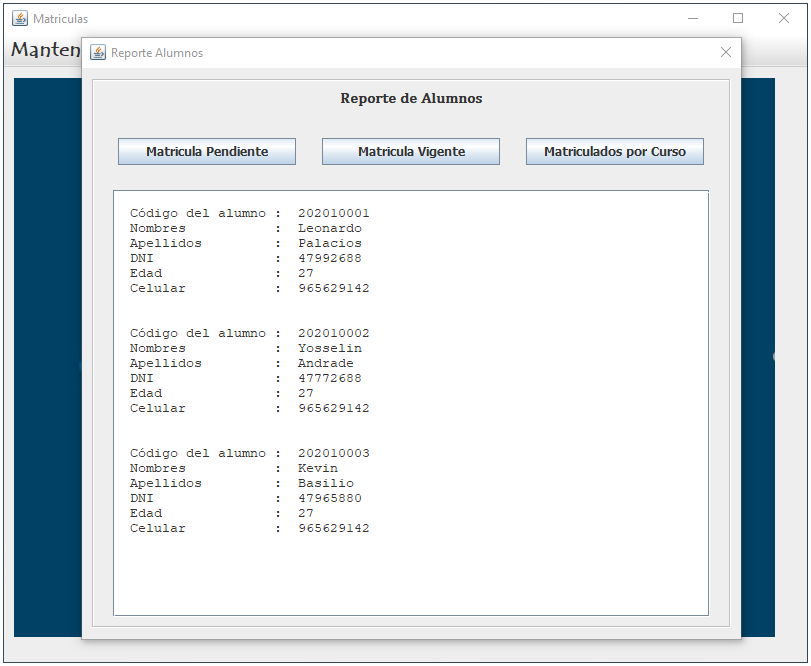 Matriculas
Manten
Reporte Alumnos
Reporte de Alumnos
Matricula Pendiente Matricula Vigente Matriculados por Curso
Código del alumno : 202010001
Nombres : Leonardo
Apellidos : Palacios
DNI : 47992688
Edad : 27
Celular : 965629142
Código del alumno : 202010002
Nombres : Yosselin
Apellidos : Andrade
DNI : 47772688
Edad : 27
Celular : 965629142
Código del alumno : 202010003
Nombres : Kevin
Apellidos : Basilio
DNI : 47965880
Edad : 27
Celular : 965629142